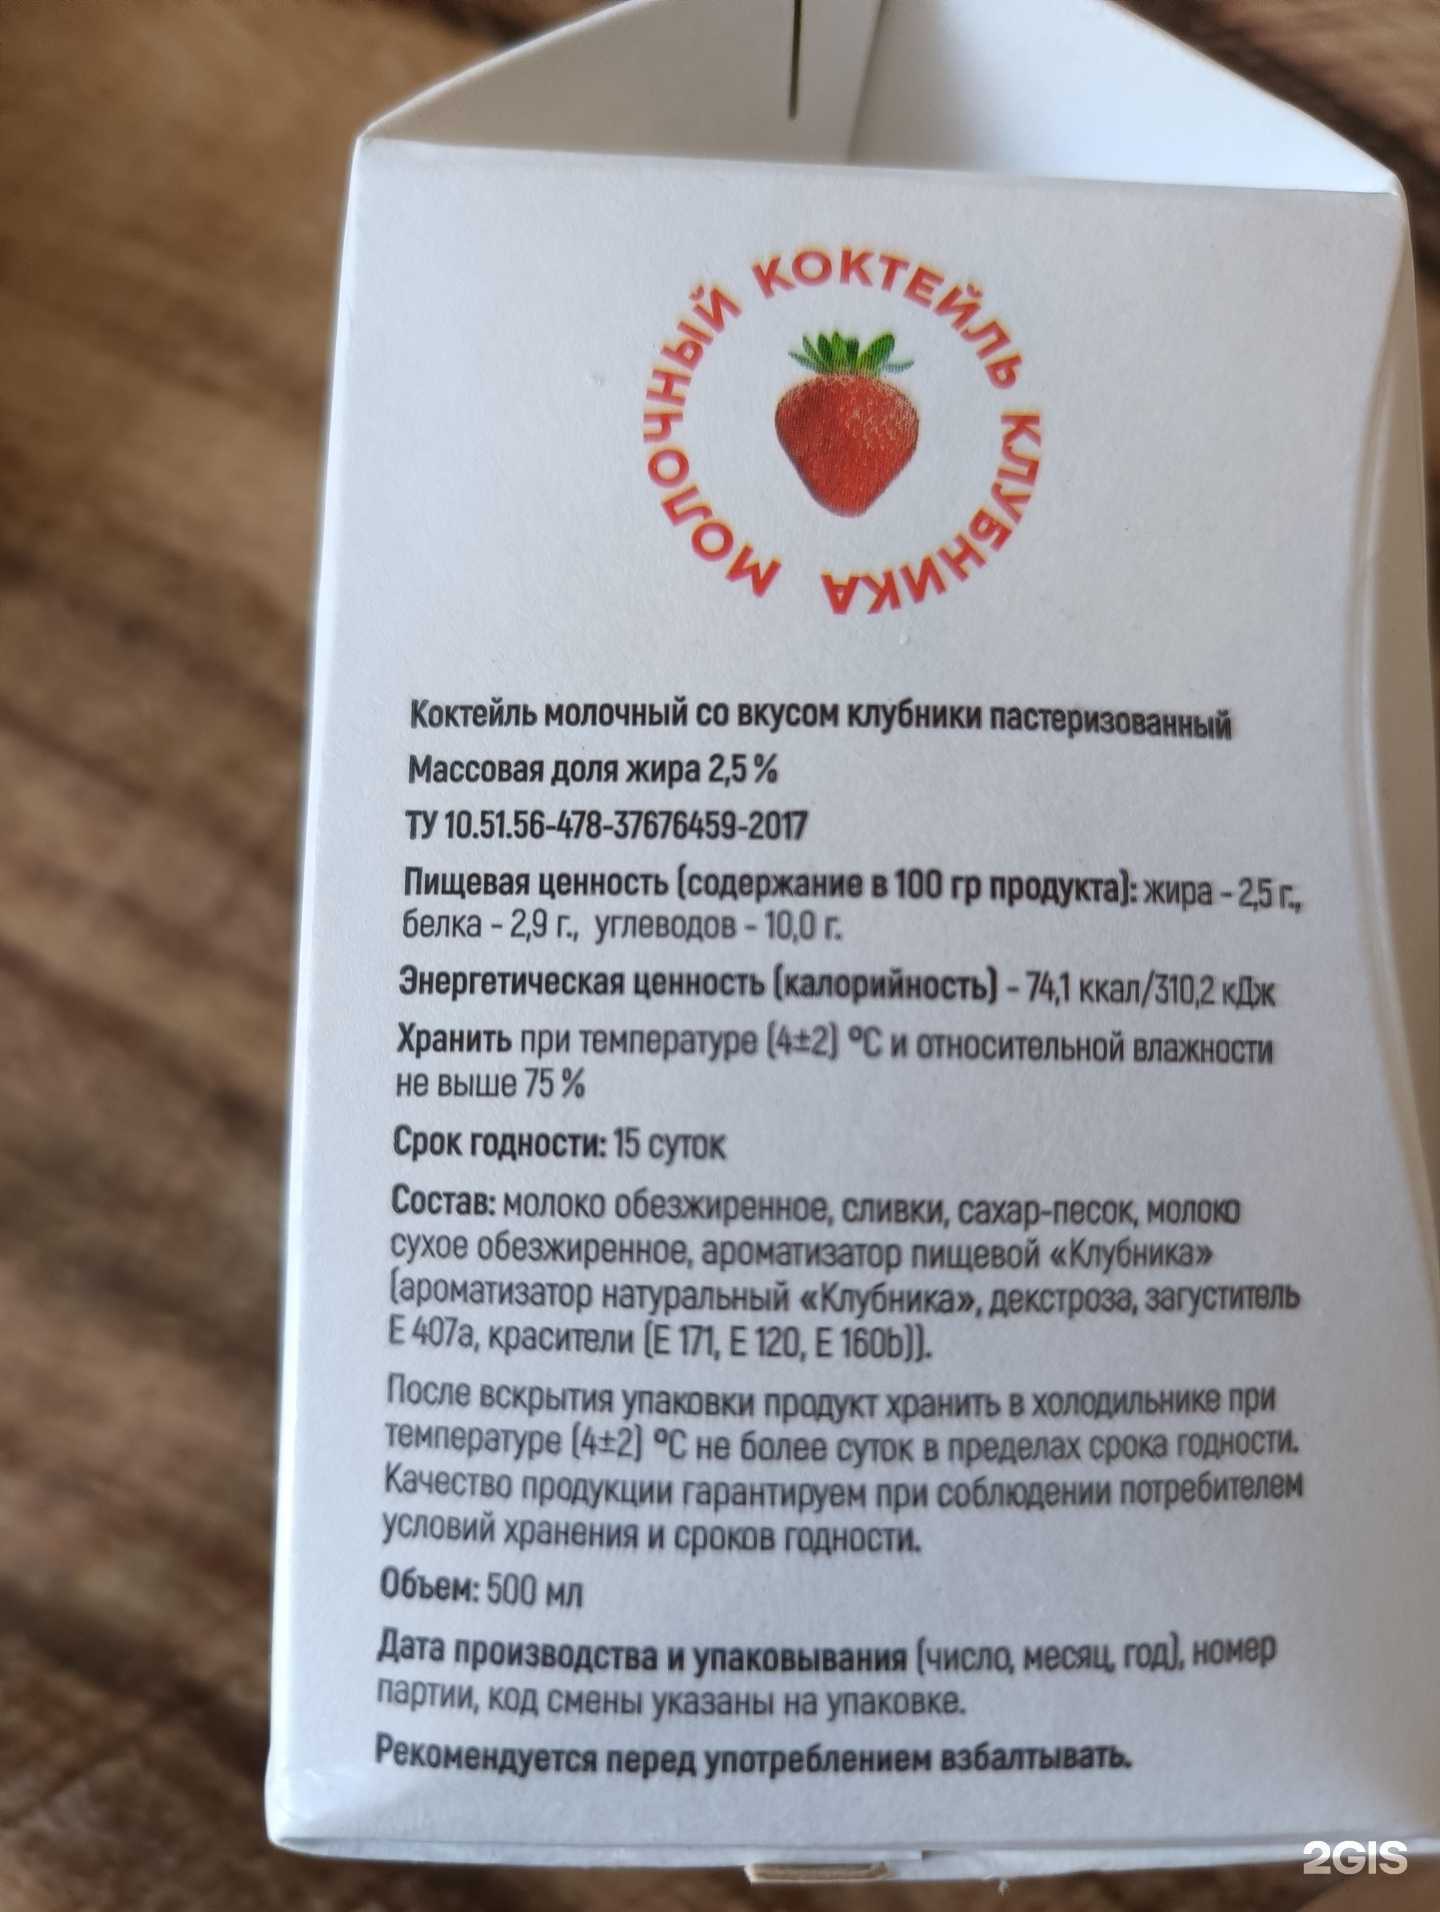 МОЛОЧНЫЙ КОКТЕЙЛЬ КЛУБНИКА
Коктейль молочный со вкусом клубники пастеризованный
Массовая доля жира 2,5 %
ТУ 10.51.56-478-37676459-2017
Пищевая ценность (содержание в 100 гр продукта): жира - 2,5 г.,
белка - 2,9 г., углеводов - 10,0 г.
Энергетическая ценность (калорийность) - 74,1 ккал/310,2 кДж
Хранить при температуре (4±2) °С и относительной влажности
не выше 75 %
Срок годности: 15 суток
Состав: молоко обезжиренное, сливки, сахар-песок, молоко
сухое обезжиренное, ароматизатор пищевой «Клубника»
(ароматизатор натуральный «Клубника», декстроза, загуститель
Е 407а, красители (Е 171, Е 120, Е 160b)).
После вскрытия упаковки продукт хранить в холодильнике при
температуре (4±2) °С не более суток в пределах срока годности.
Качество продукции гарантируем при соблюдении потребителем
условий хранения и сроков годности.
Объем: 500 мл
Дата производства и упаковывания (число, месяц, год), номер
партии, код смены указаны на упаковке.
Рекомендуется перед употреблением взбалтывать.
2GIS